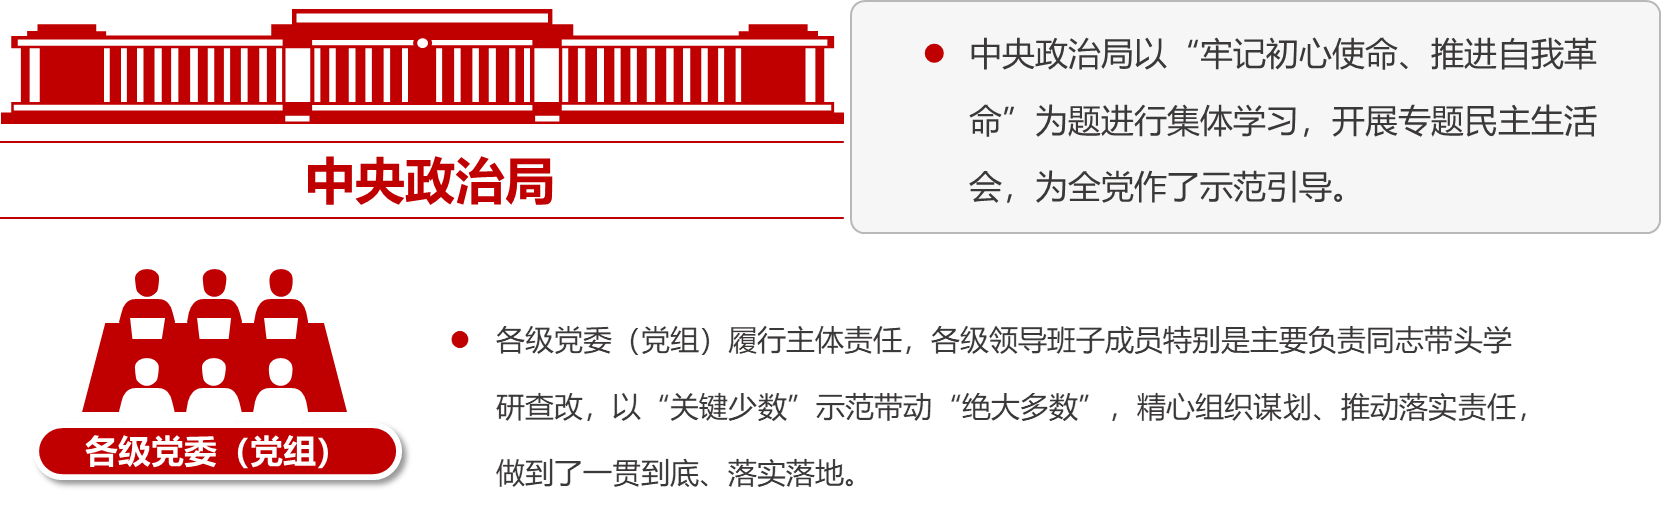 中央政治局以“牢记初心使命、推进自我革
命”为题进行集体学习，开展专题民主生活
会，为全党作了示范引导。
中央政治局
各级党委（党组）履行主体责任，各级领导班子成员特别是主要负责同志带头学
研查改，以“关键少数”示范带动“绝大多数”，精心组织谋划、推动落实责任，
做到了一贯到底、落实落地。
各级党委（党组）